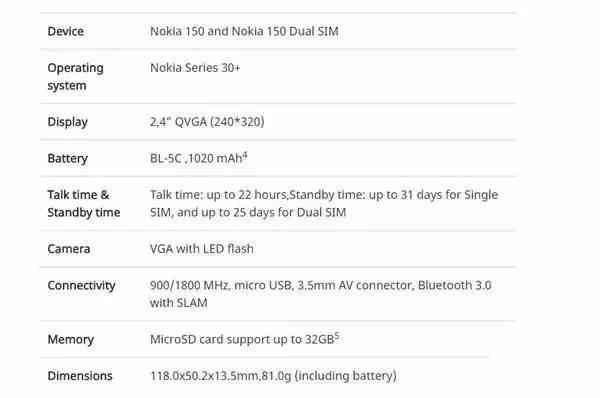 Device Nokia 150 and Nokia 150 Dual SIM
Operating Nokia Series 30+
system
Display 2,4” QVGA (240*320)
Battery BL-5C ,1020 mAh4
Talk time & Talk time: up to 22 hours,Standby time: up to 31 days for Single
Standby time SIM, and up to 25 days for Dual SIM
Camera VGA with LED flash
Connectivity 900/1800 MHz, micro USB, 3.5mm AV connector, Bluetooth 3.0
with SLAM
Memory MicroSD card support up to 32GB5
Dimensions 118.0x50.2x13.5mm,81.0g (including battery)